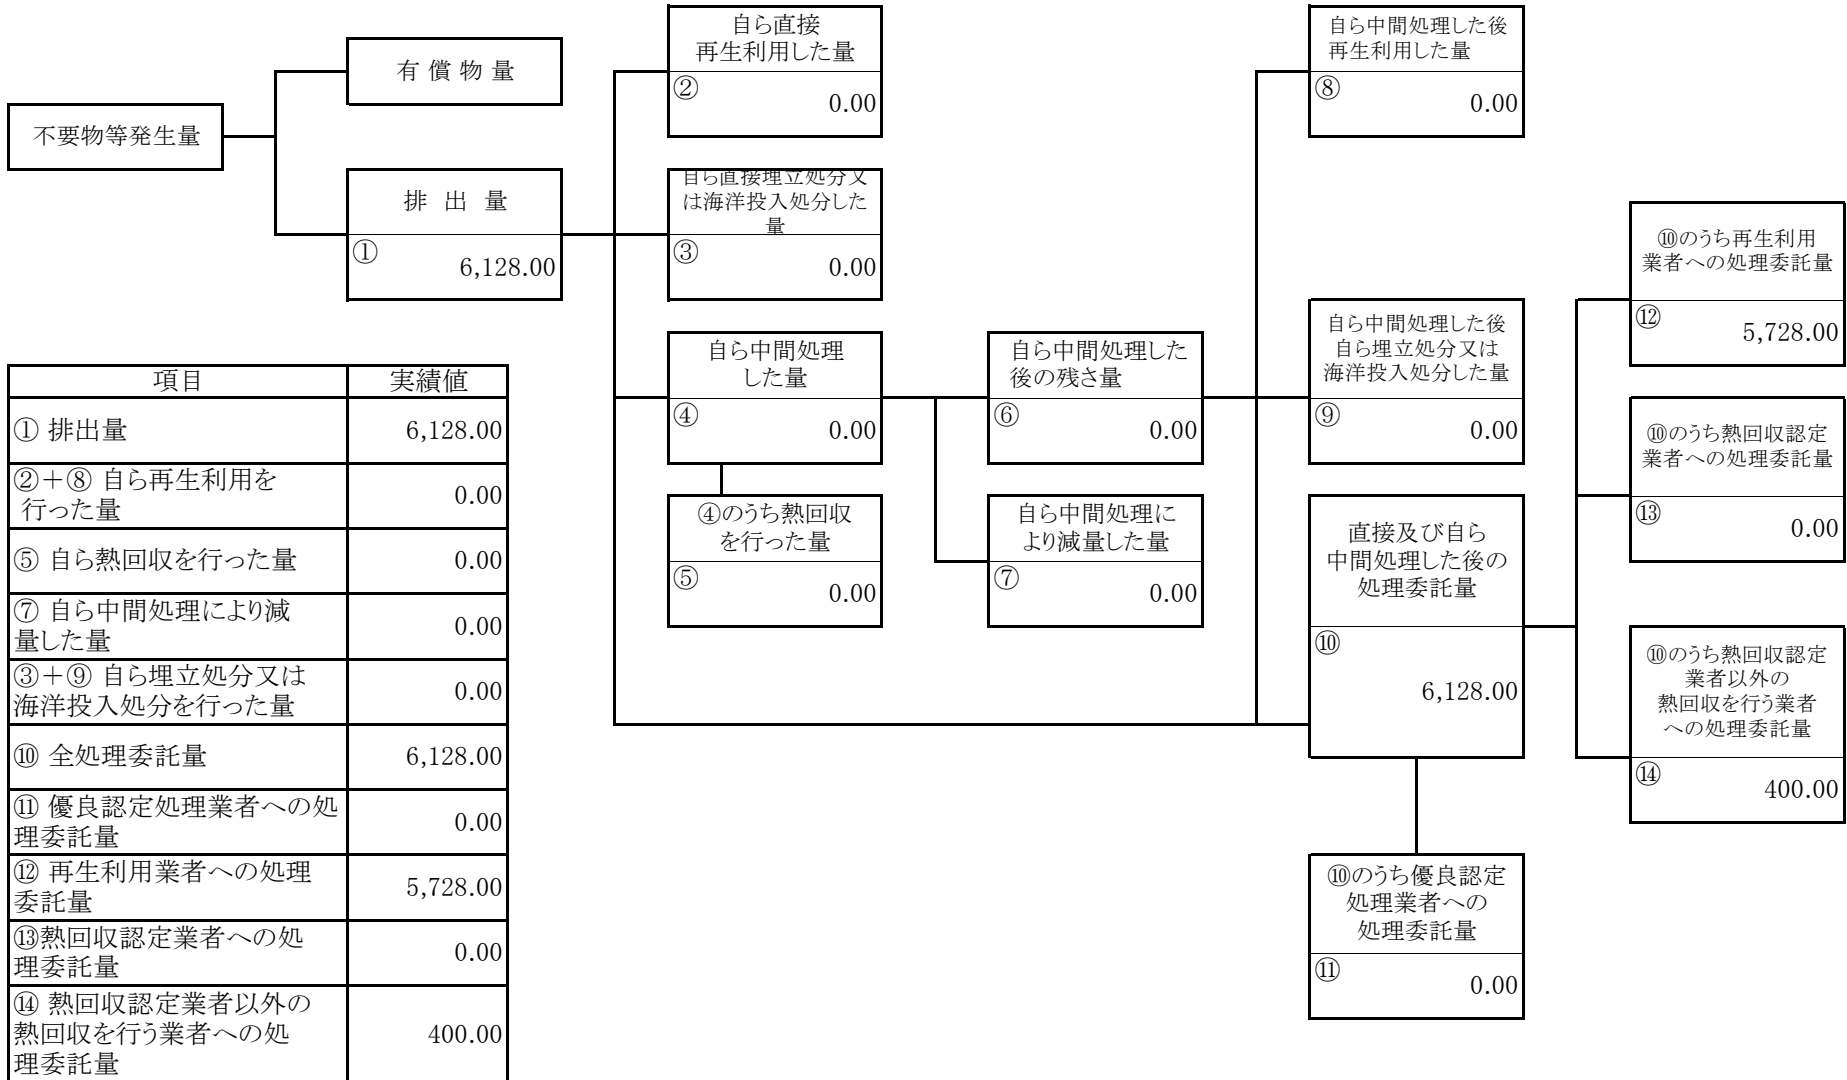 不要物等発生量
有 償 物 量
排 出 量
①
6,128.00
自ら直接
再生利用した量
②
0.00
自ら直接埋立処分又
は海洋投入処分した
量
③
0.00
自ら中間処理
した量
④
0.00
④のうち熱回収
を行った量
⑤
0.00
自ら中間処理した
後の残さ量
⑥
0.00
自ら中間処理に
より減量した量
⑦
0.00
自ら中間処理した後
再生利用した量
⑧
0.00
自ら中間処理した後
自ら埋立処分又は
海洋投入処分した量
⑨
0.00
直接及び自ら
中間処理した後の
処理委託量
⑩
6,128.00
⑩のうち優良認定
処理業者への
処理委託量
⑪
0.00
⑩のうち再生利用
業者への処理委託量
⑫
5,728.00
⑩のうち熱回収認定
業者への処理委託量
⑬
0.00
⑩のうち熱回収認定
業者以外の
熱回収を行う業者
への処理委託量
⑭
400.00
項目 実績値
① 排出量 6,128.00
②＋⑧ 自ら再生利用を
行った量 0.00
⑤ 自ら熱回収を行った量 0.00
⑦ 自ら中間処理により減
量した量 0.00
③＋⑨ 自ら埋立処分又は
海洋投入処分を行った量 0.00
⑩ 全処理委託量 6,128.00
⑪ 優良認定処理業者への処
理委託量 0.00
⑫ 再生利用業者への処理
委託量 5,728.00
⑬熱回収認定業者への処
理委託量 0.00
⑭ 熱回収認定業者以外の
熱回収を行う業者への処
理委託量 400.00